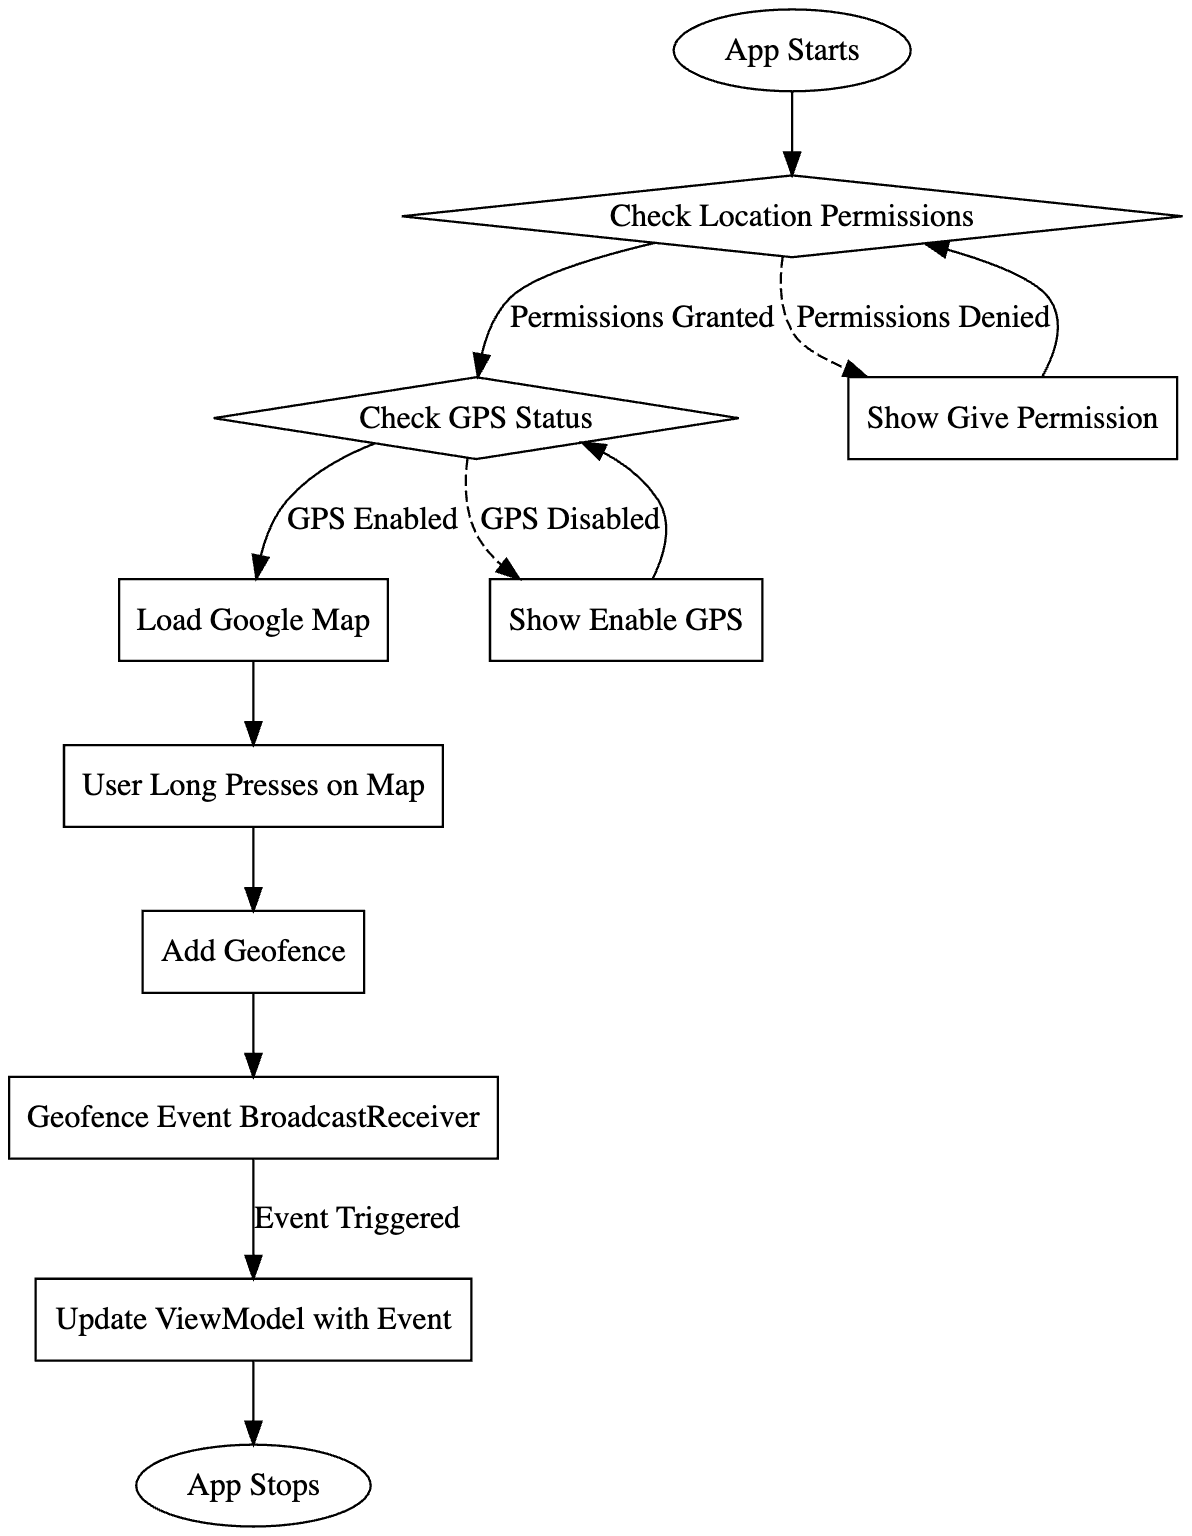 App Starts
Check Location Permissions
Permissions Granted
Permissions Denied
Check GPS Status
Show Give Permission
GPS Enabled
GPS Disabled
Load Google Map
Show Enable GPS
User Long Presses on Map
Add Geofence
Geofence Event BroadcastReceiver
Event Triggered
Update ViewModel with Event
App Stops